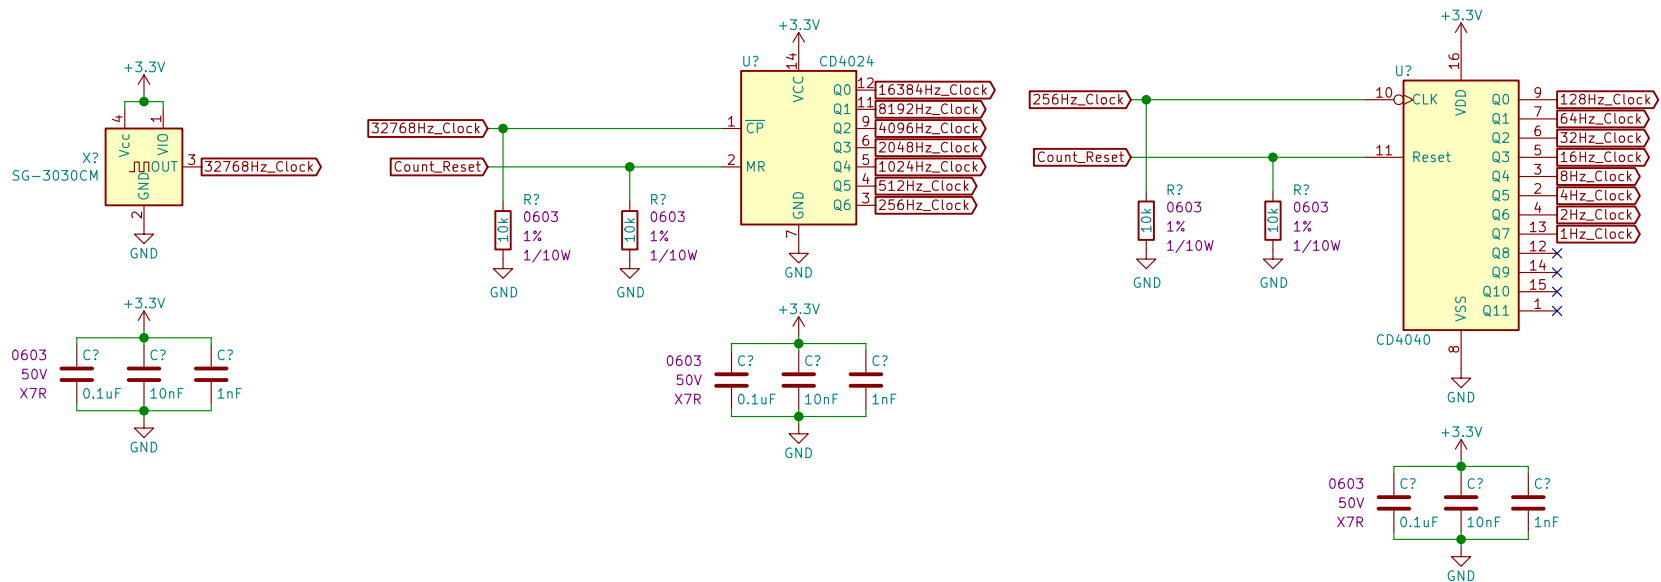 +3.3V
4
1
Vcc
VIO
X?
SG-3030CM
OUT
3
32768Hz_Clock
GND
2
GND
+3.3V
0603
50V
X7R
C?
0.1uF
C?
10nF
C?
1nF
GND
32768Hz_Clock
Count_Reset
R?
0603
1%
1/10W
10k
GND
R?
0603
1%
1/10W
10k
GND
+3.3V
14
U?
CD4024
VCC
1
CP
2
MR
GND
7
GND
Q0
12
16384Hz_Clock
Q1
11
8192Hz_Clock
Q2
9
4096Hz_Clock
Q3
6
2048Hz_Clock
Q4
5
1024Hz_Clock
Q5
4
512Hz_Clock
Q6
3
256Hz_Clock
+3.3V
0603
50V
X7R
C?
0.1uF
C?
10nF
C?
1nF
GND
256Hz_Clock
Count_Reset
R?
0603
1%
1/10W
10k
GND
R?
0603
1%
1/10W
10k
GND
+3.3V
16
U?
VDD
10
CLK
11
Reset
VSS
CD4040
8
GND
Q0
9
128Hz_Clock
Q1
7
64Hz_Clock
Q2
6
32Hz_Clock
Q3
5
16Hz_Clock
Q4
3
8Hz_Clock
Q5
2
4Hz_Clock
Q6
4
2Hz_Clock
Q7
13
1Hz_Clock
Q8
12
Q9
14
Q10
15
Q11
1
+3.3V
0603
50V
X7R
C?
0.1uF
C?
10nF
C?
1nF
GND